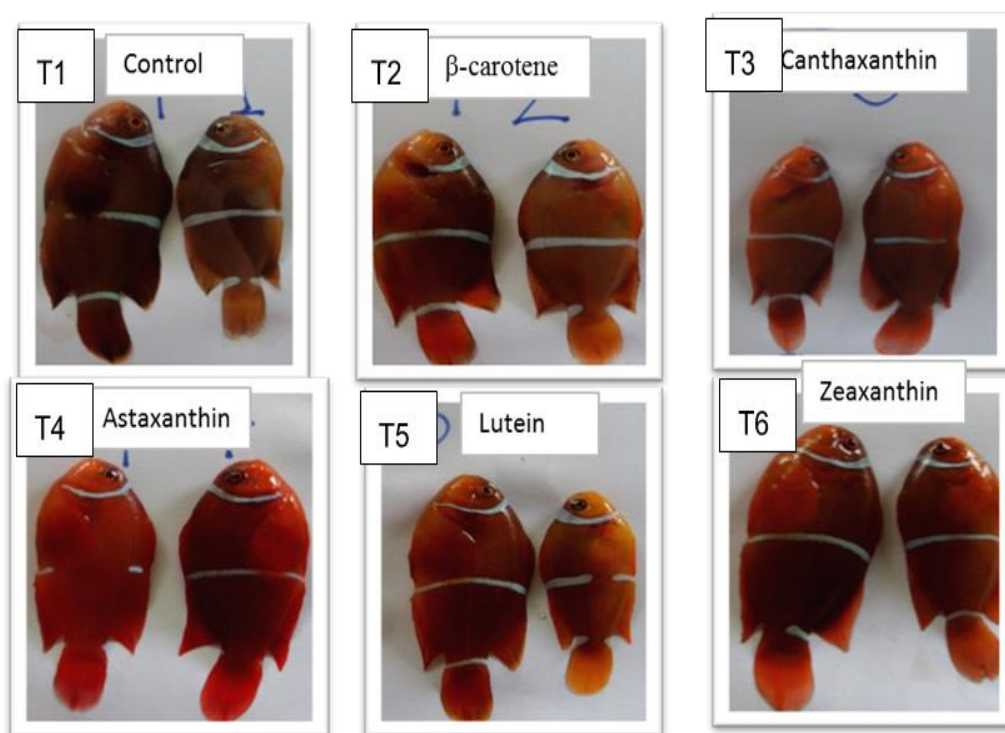 T1
Control
T2
β-carotene
T3
Canthaxanthin
T4
Astaxanthin
T5
Lutein
T6
Zeaxanthin